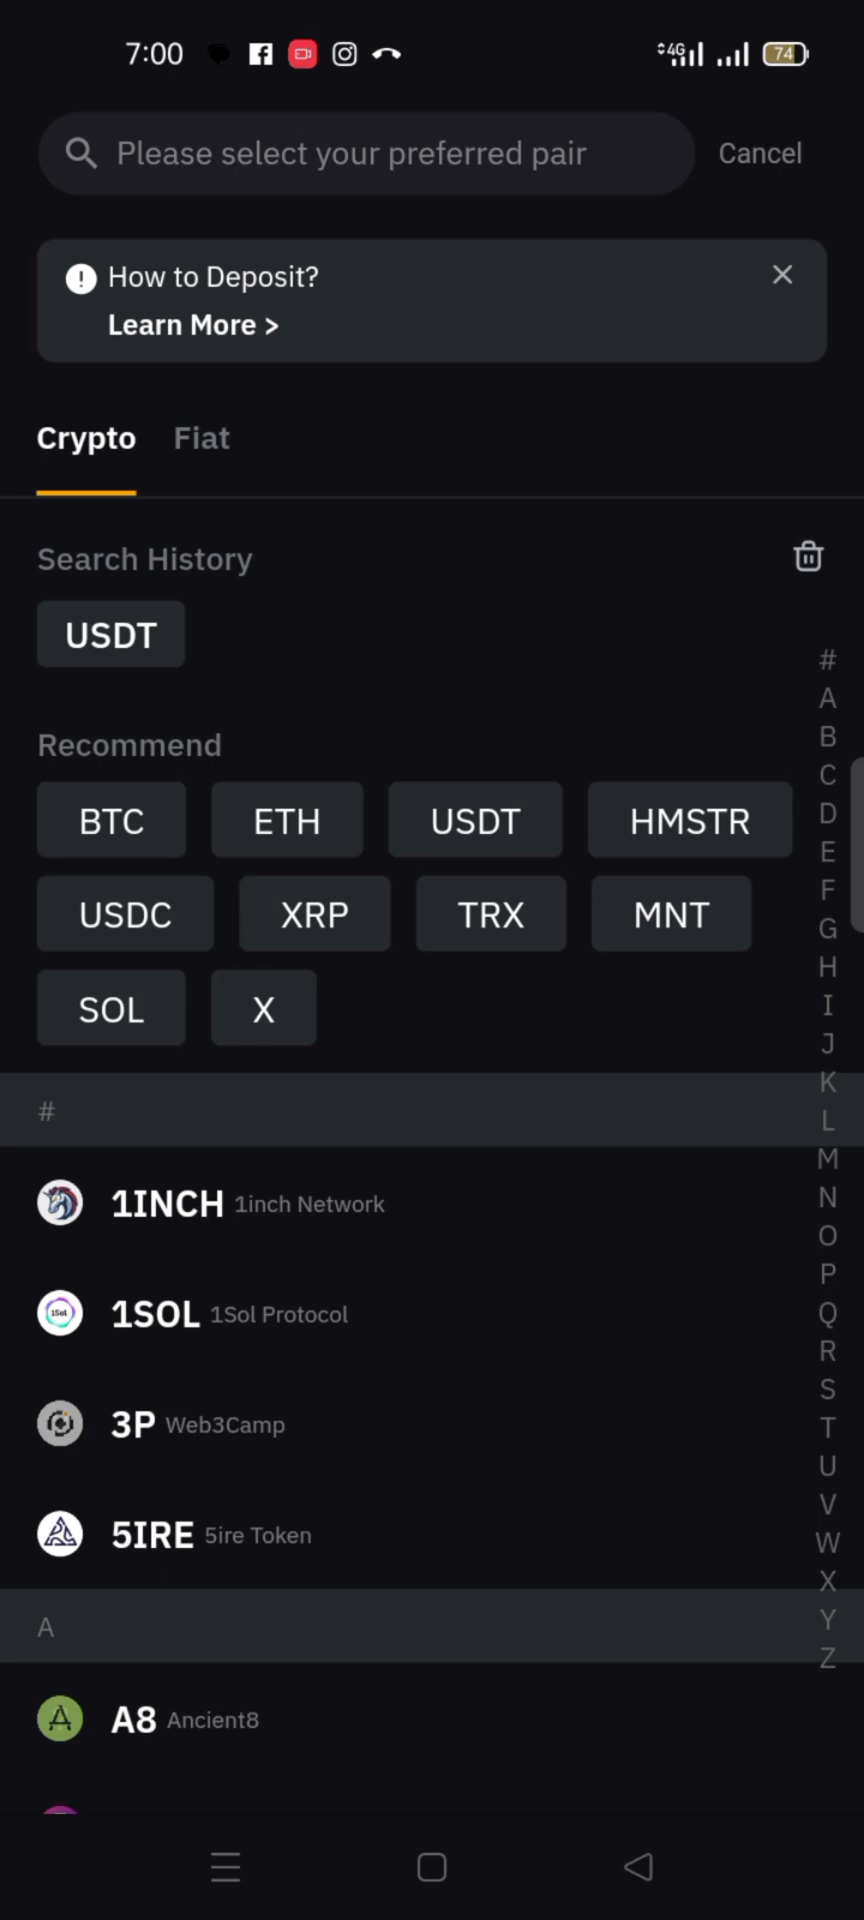 7:00 4G 74
Please select your preferred pair Cancel
How to Deposit?
Learn More >
Crypto Fiat
Search History
USDT
Recommend
BTC ETH USDT HMSTR
USDC XRP TRX MNT
SOL X
#
1INCH 1inch Network
1Sol
1SOL 1Sol Protocol
3P Web3Camp
5IRE 5ire Token
A
A8 Ancient8
#
A
B
C
D
E
F
G
H
I
J
K
L
M
N
O
P
Q
R
S
T
U
V
W
X
Y
Z